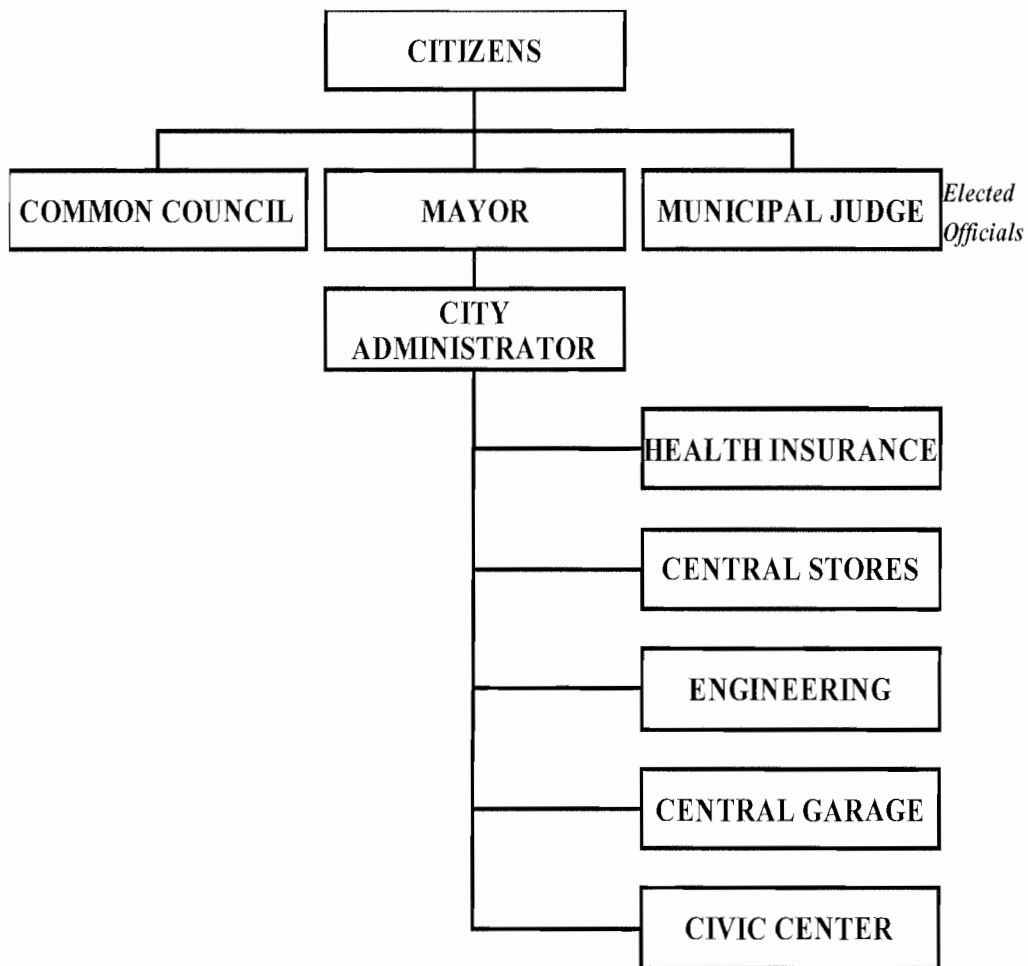 CITIZENS
COMMON COUNCIL
MAYOR
MUNICIPAL JUDGE
Elected
Officials
CITY
ADMINISTRATOR
HEALTH INSURANCE
CENTRAL STORES
ENGINEERING
CENTRAL GARAGE
CIVIC CENTER